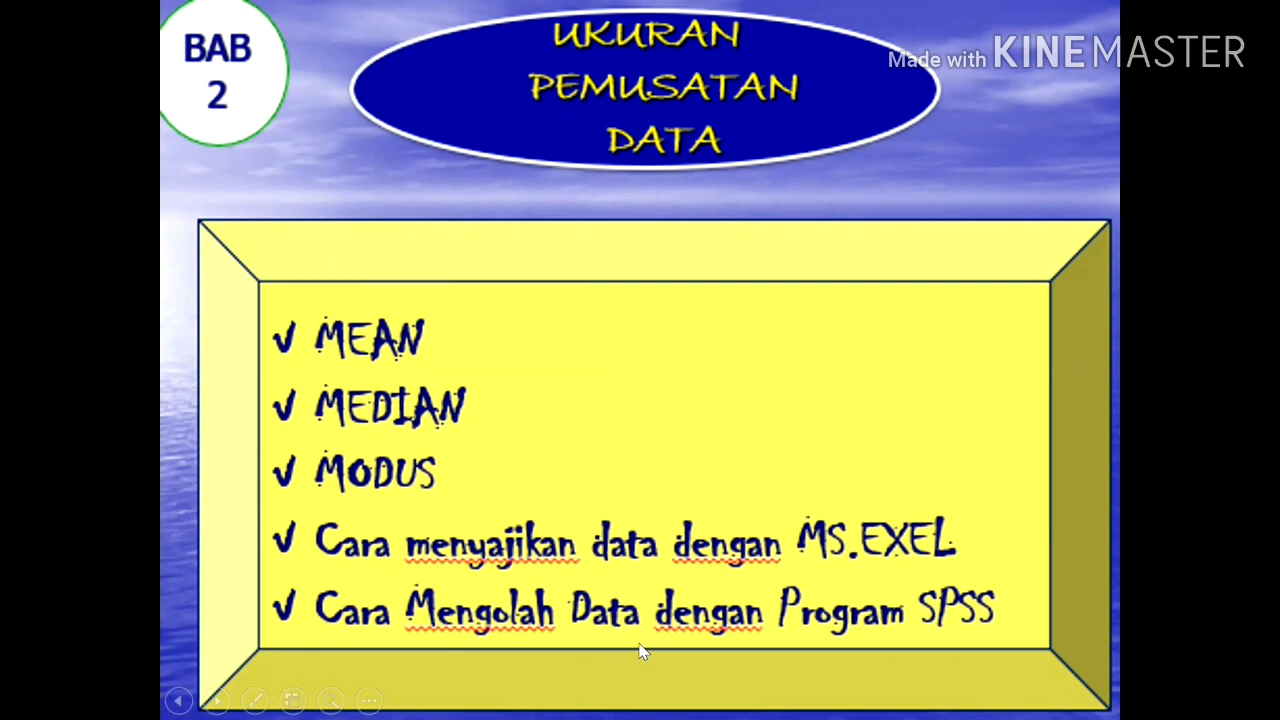 BAB
2
UKURAN
PEMUSATAN
DATA
Made with KINEMASTER
√ MEAN
√ MEDIAN
√ MODUS
√ Cara menyajikan data dengan MS.EXEL
√ Cara Mengolah Data dengan Program SPSS